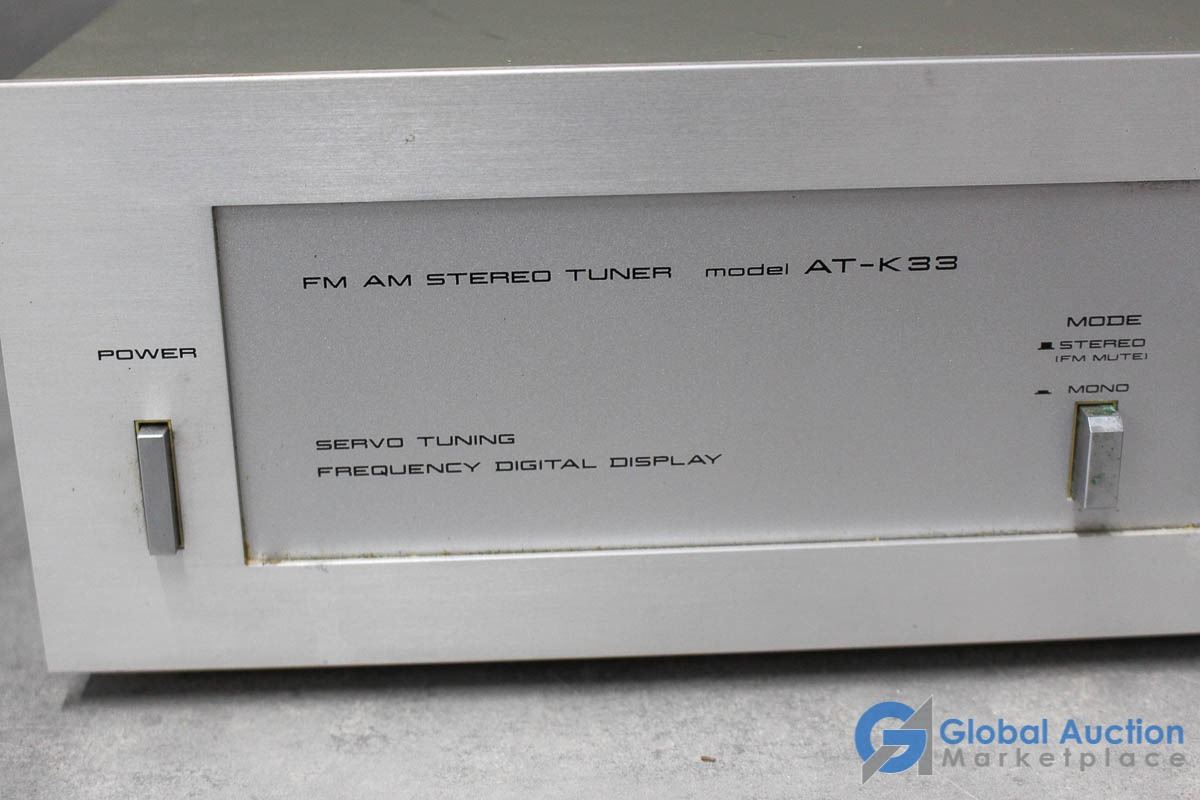 FM AM STEREO TUNER model AT-K33
MODE
STEREO
(FM MUTE)
POWER
MONO
SERVO TUNING
FREQUENCY DIGITAL DISPLAY
Global Auction
Marketplace